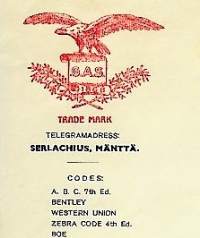 G.A.S.
TRADE MARK
TELEGRAMADRESS:
SERLACHIUS, MÄNTTÄ.
CODES:
A. B. C. 7th Ed.
BENTLEY
WESTERN UNION
ZEBRA CODE 4th Ed.
BOE